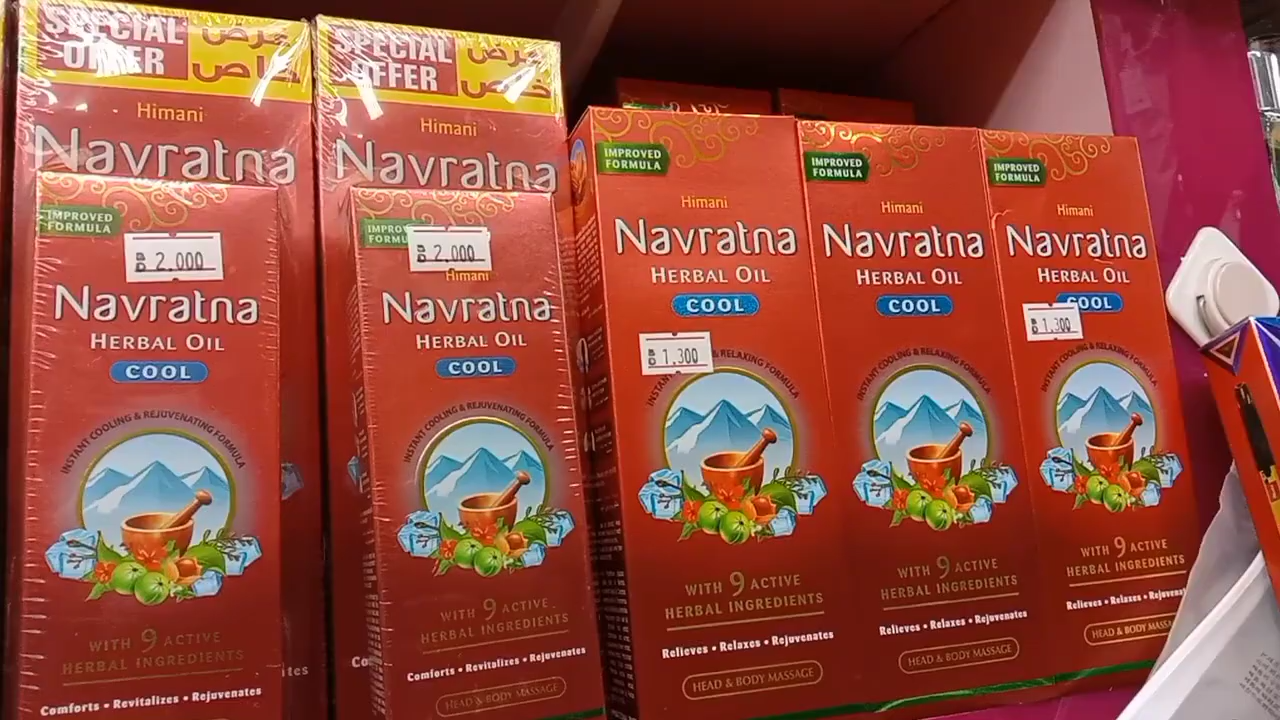 SPECIAL OFFER
عرض خاص
Himani
Navratna
IMPROVED FORMULA
BD 2.000
Navratna
HERBAL OIL
COOL
INSTANT COOLING & REJUVENATING FORMULA
WITH 9 ACTIVE
HERBAL INGREDIENTS
Comforts • Revitalizes • Rejuvenates
SPECIAL OFFER
عرض خاص
Himani
Navratna
BD 2.000
Himani
Navratna
HERBAL OIL
COOL
INSTANT COOLING & REJUVENATING FORMULA
WITH 9 ACTIVE
HERBAL INGREDIENTS
Comforts • Revitalizes • Rejuvenates
HEAD & BODY MASSAGE
IMPROVED FORMULA
Himani
Navratna
HERBAL OIL
COOL
BD 1.300
INSTANT
& RELAXING FORMULA
WITH 9 ACTIVE
HERBAL INGREDIENTS
Relieves • Relaxes • Rejuvenates
HEAD & BODY MASSAGE
IMPROVED FORMULA
Himani
Navratna
HERBAL OIL
COOL
INSTANT COOLING & RELAXING FORMULA
WITH 9 ACTIVE
HERBAL INGREDIENTS
Relieves • Relaxes • Rejuvenates
HEAD & BODY MASSAGE
IMPROVED FORMULA
Himani
Navratna
HERBAL OIL
COOL
BD 1.300
INSTANT COOLING & RELAXING FORMULA
WITH 9 ACTIVE
HERBAL INGREDIENTS
Relieves • Relaxes •
HEAD & BODY